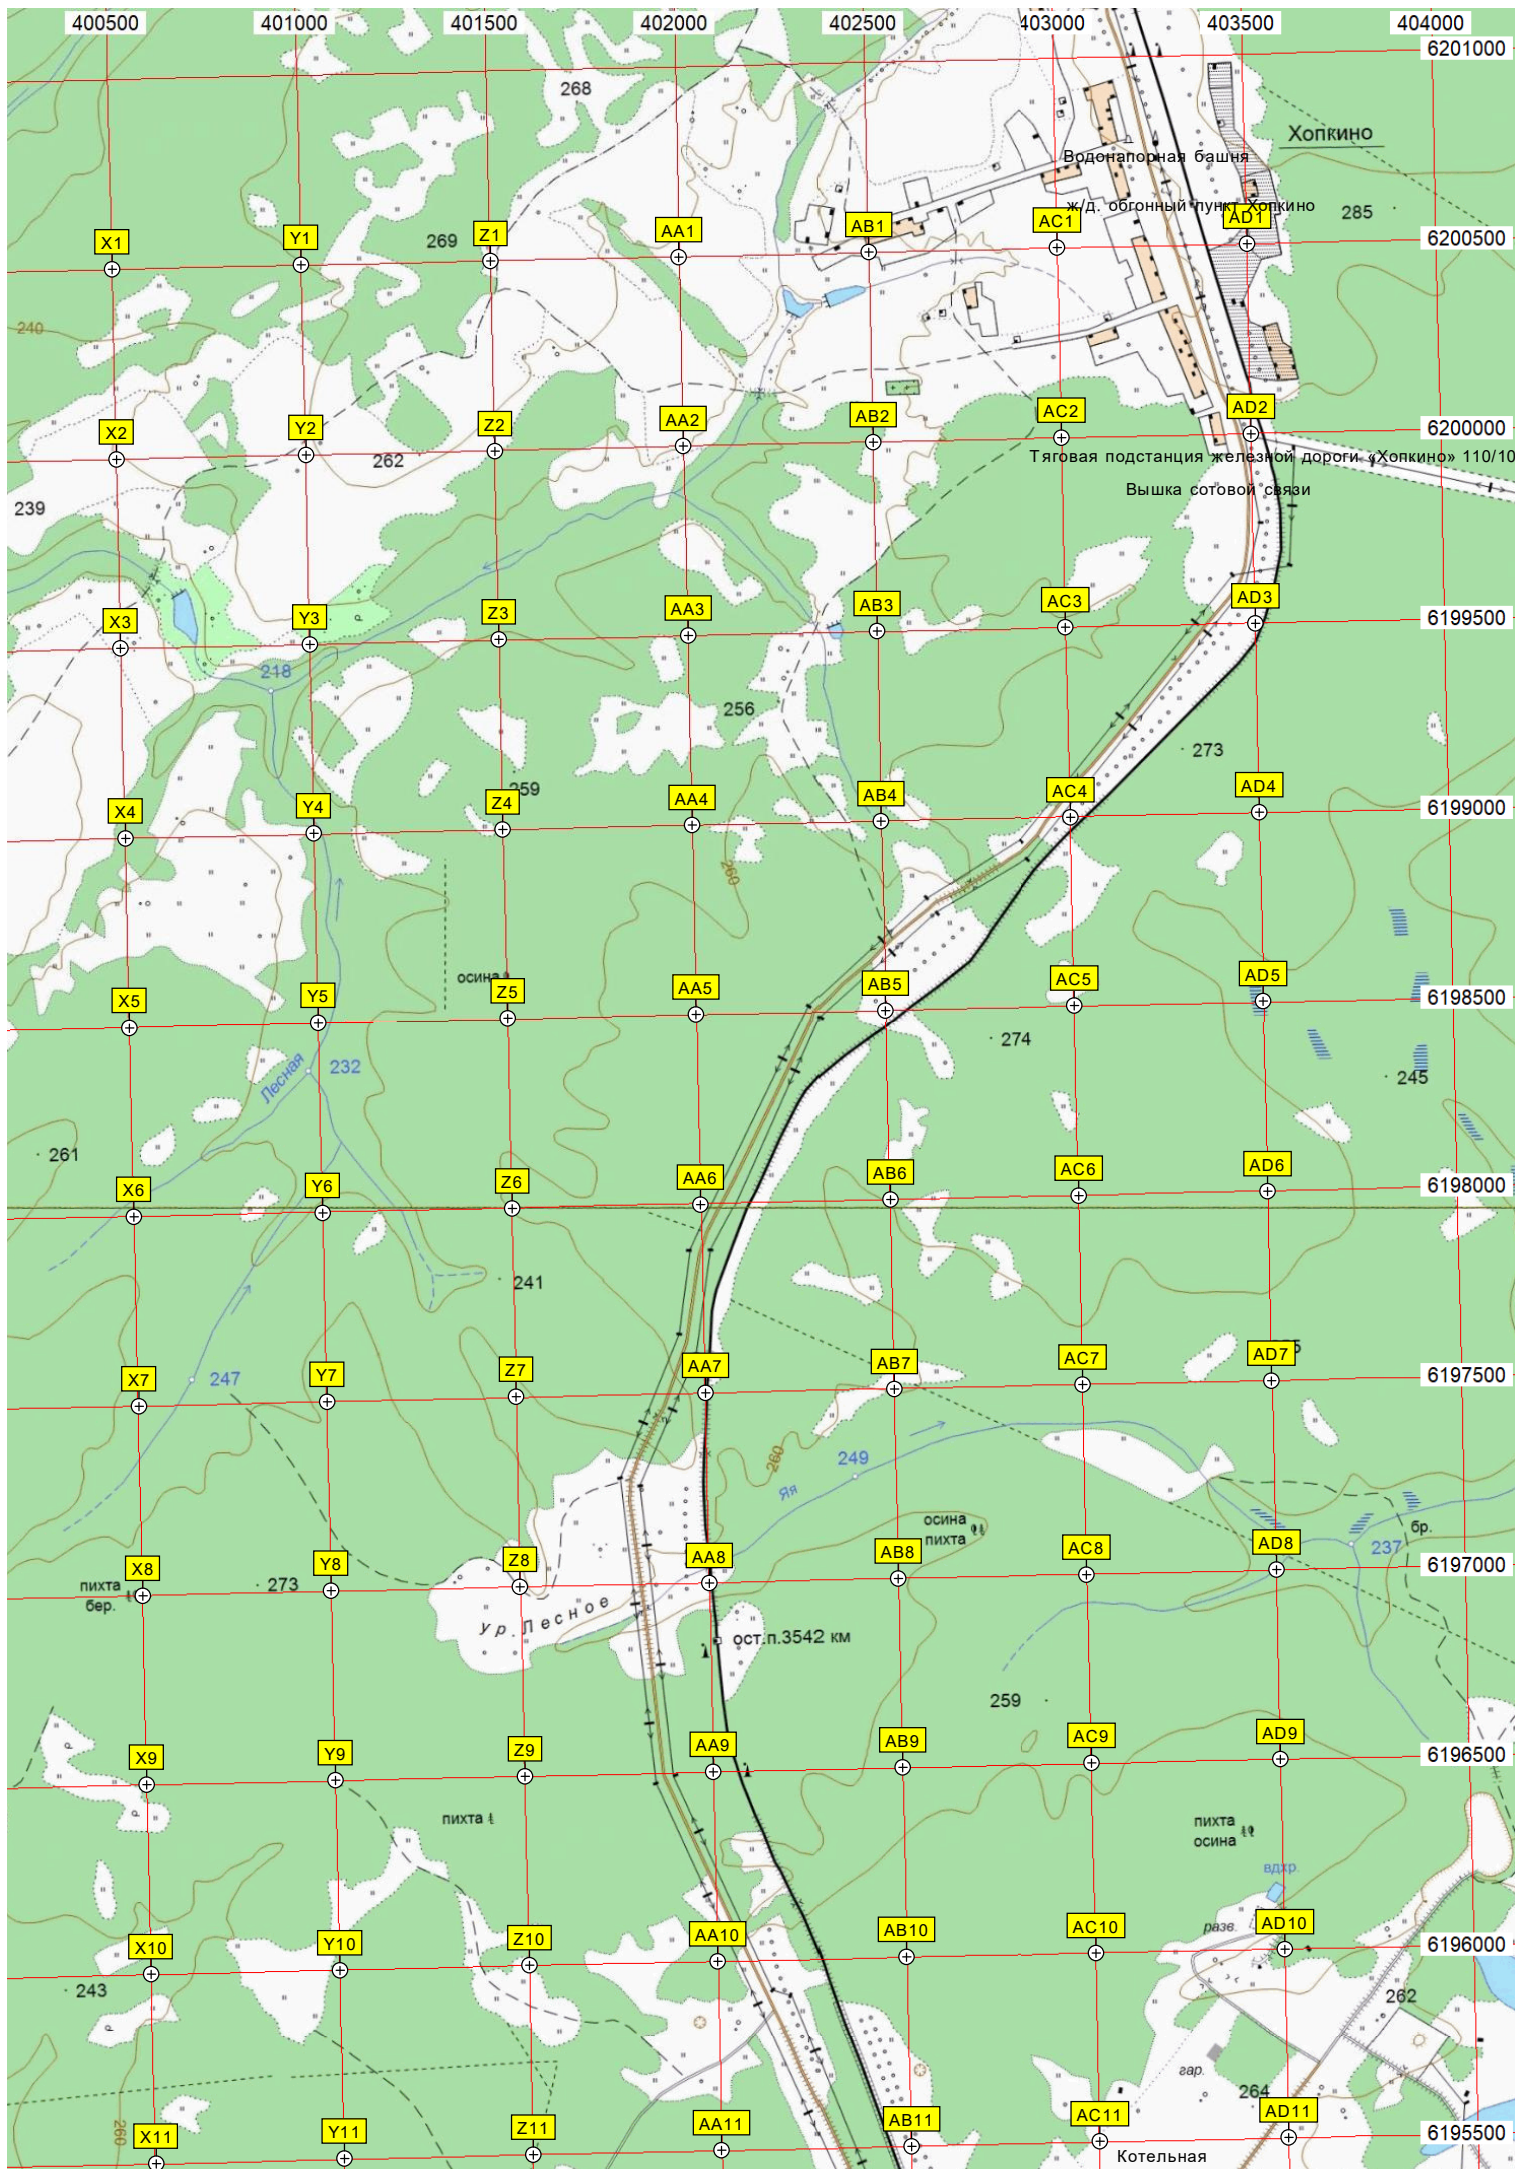 400500 401000 401500 402000 402500 403000 403500 404000
6201000
268
Хопкино
Водонапорная башня
ж/д. обгонный пункт Хопкино
285
X1 Y1 269 Z1 AA1 AB1 AC1 AD1
6200500
240
X2 Y2 Z2 AA2 AB2 AC2 AD2
6200000
262
Тяговая подстанция железной дороги «Хопкино» 110/10
Вышка сотовой связи
239
X3 Y3 Z3 AA3 AB3 AC3 AD3
6199500
218
256
273
259
X4 Y4 Z4 AA4 AB4 AC4 AD4
6199000
260
осина
X5 Y5 Z5 AA5 AB5 AC5 AD5
6198500
274
Лесная
232
245
261
X6 Y6 Z6 AA6 AB6 AC6 AD6
6198000
241
X7 Y7 Z7 AA7 AB7 AC7 AD7
6197500
247
260
249
Яя
осина
пихта
бр.
237
X8 Y8 Z8 AA8 AB8 AC8 AD8
6197000
пихта
бер.
273
ур. Лесное
ост.п.3542 км
259
X9 Y9 Z9 AA9 AB9 AC9 AD9
6196500
пихта
пихта
осина
вдхр.
разв.
X10 Y10 Z10 AA10 AB10 AC10 AD10
6196000
243
262
гар.
264
260
X11 Y11 Z11 AA11 AB11 AC11 AD11
6195500
Котельная